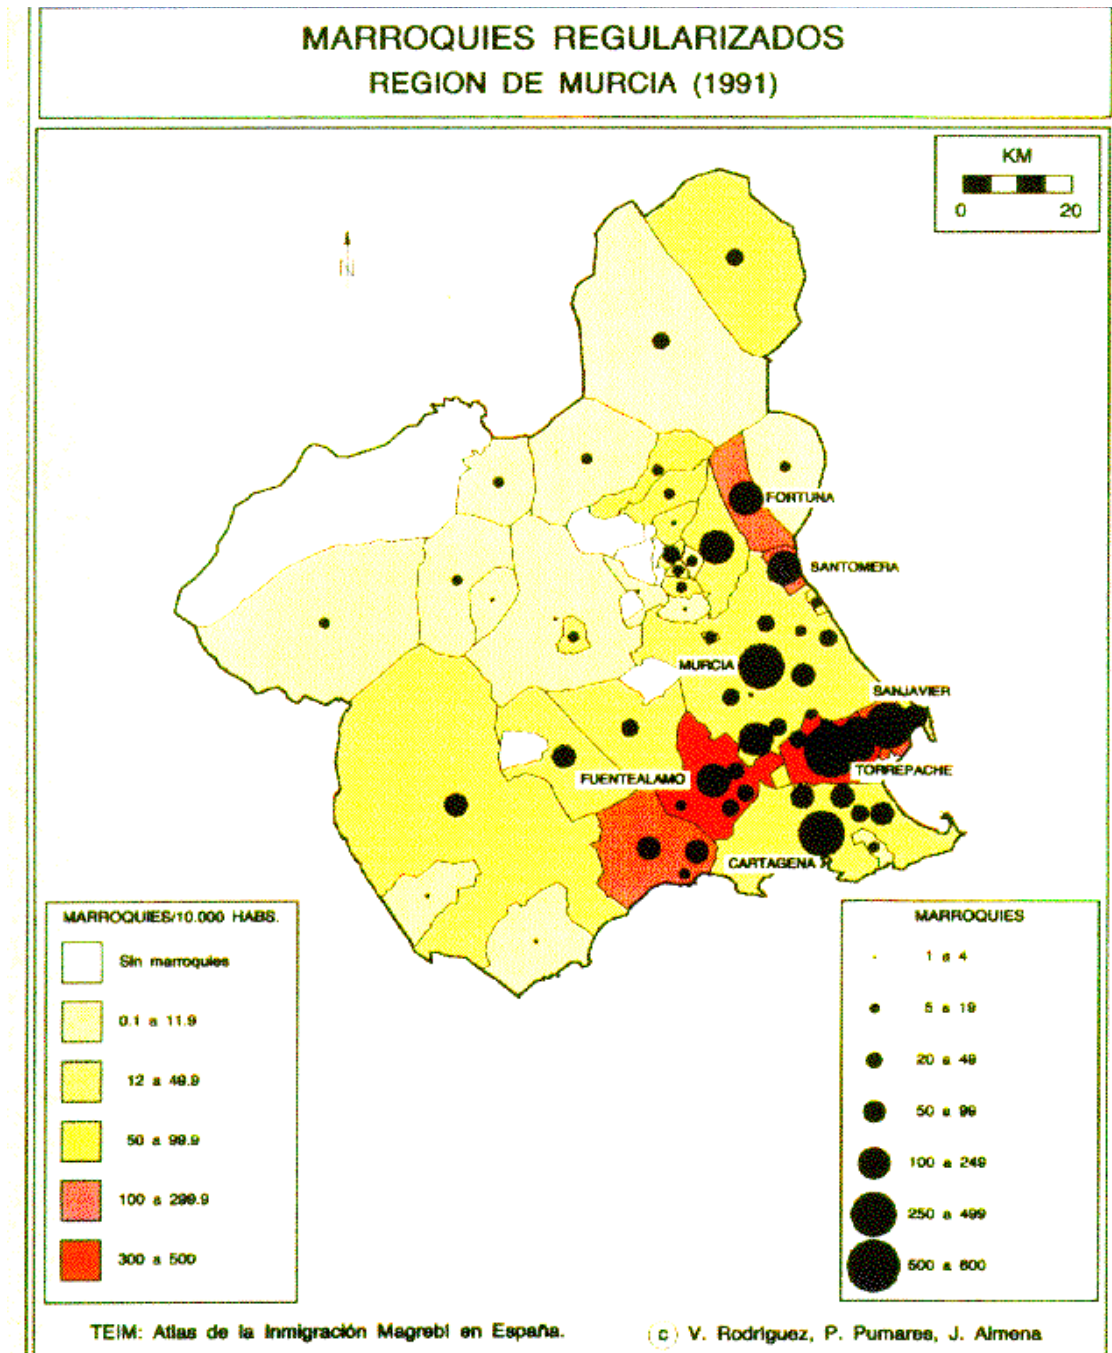 MARROQUIES REGULARIZADOS
REGION DE MURCIA (1991)
KM
0 20
N
FORTUNA
SANTOMERA
MURCIA
SANJAVIER
FUENTEALAMO
TORREPACHE
CARTAGENA
MARROQUIES/10.000 HABS.
Sin marroquies
0.1 a 11.9
12 a 49.9
50 a 99.9
100 a 299.9
300 a 500
MARROQUIES
1 a 4
5 a 19
20 a 49
50 a 99
100 a 249
250 a 499
500 a 600
TEIM: Atlas de la Inmigración Magrebí en España.
(c) V. Rodriguez, P. Pumares, J. Almena